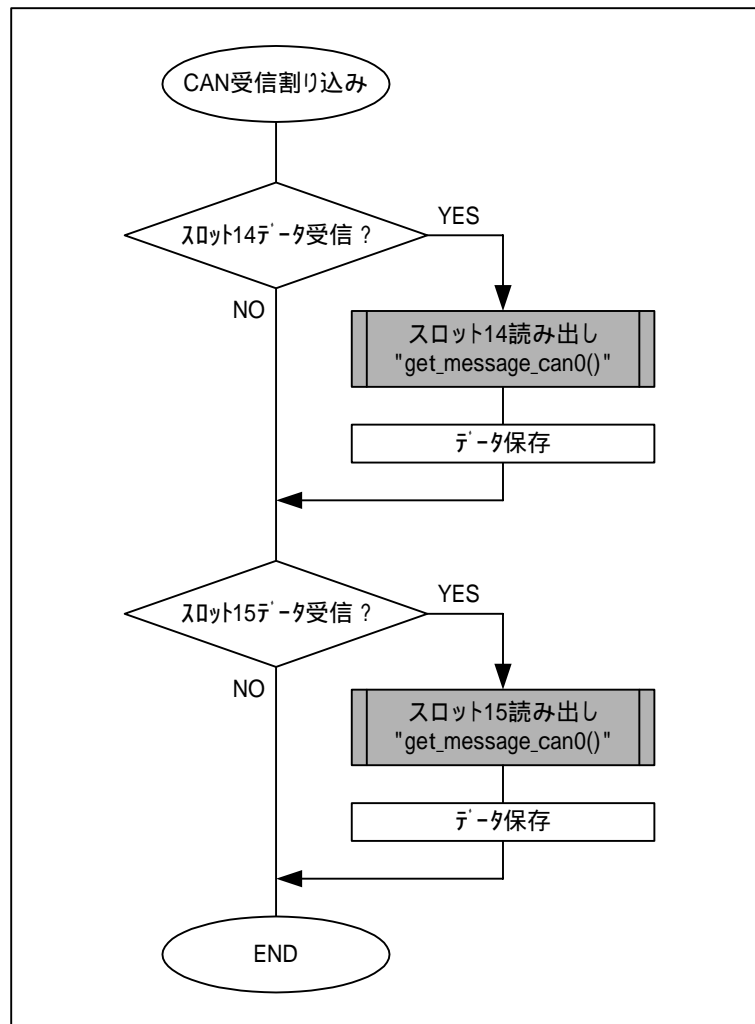 CAN受信割り込み
スロット14データ受信?
YES
NO
スロット14読み出し
"get_message_can0()"
データ保存
スロット15データ受信?
YES
NO
スロット15読み出し
"get_message_can0()"
データ保存
END